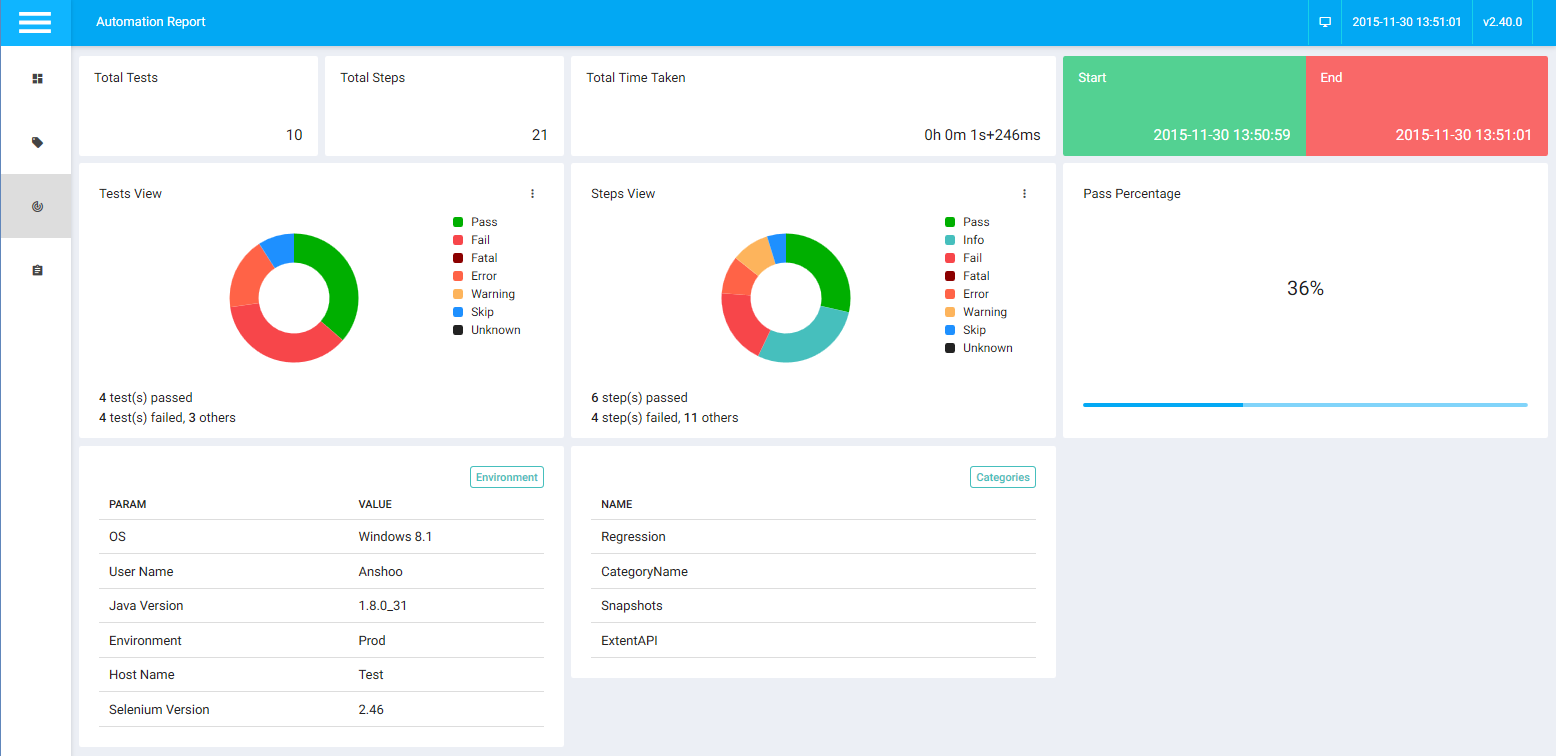 Automation Report
2015-11-30 13:51:01
v2.40.0
Total Tests
10
Total Steps
21
Total Time Taken
0h 0m 1s+246ms
Start
2015-11-30 13:50:59
End
2015-11-30 13:51:01
Tests View
Pass
Fail
Fatal
Error
Warning
Skip
Unknown
4 test(s) passed
4 test(s) failed, 3 others
Steps View
Pass
Info
Fail
Fatal
Error
Warning
Skip
Unknown
6 step(s) passed
4 step(s) failed, 11 others
Pass Percentage
36%
Environment
PARAM VALUE
OS Windows 8.1
User Name Anshoo
Java Version 1.8.0_31
Environment Prod
Host Name Test
Selenium Version 2.46
Categories
NAME
Regression
CategoryName
Snapshots
ExtentAPI